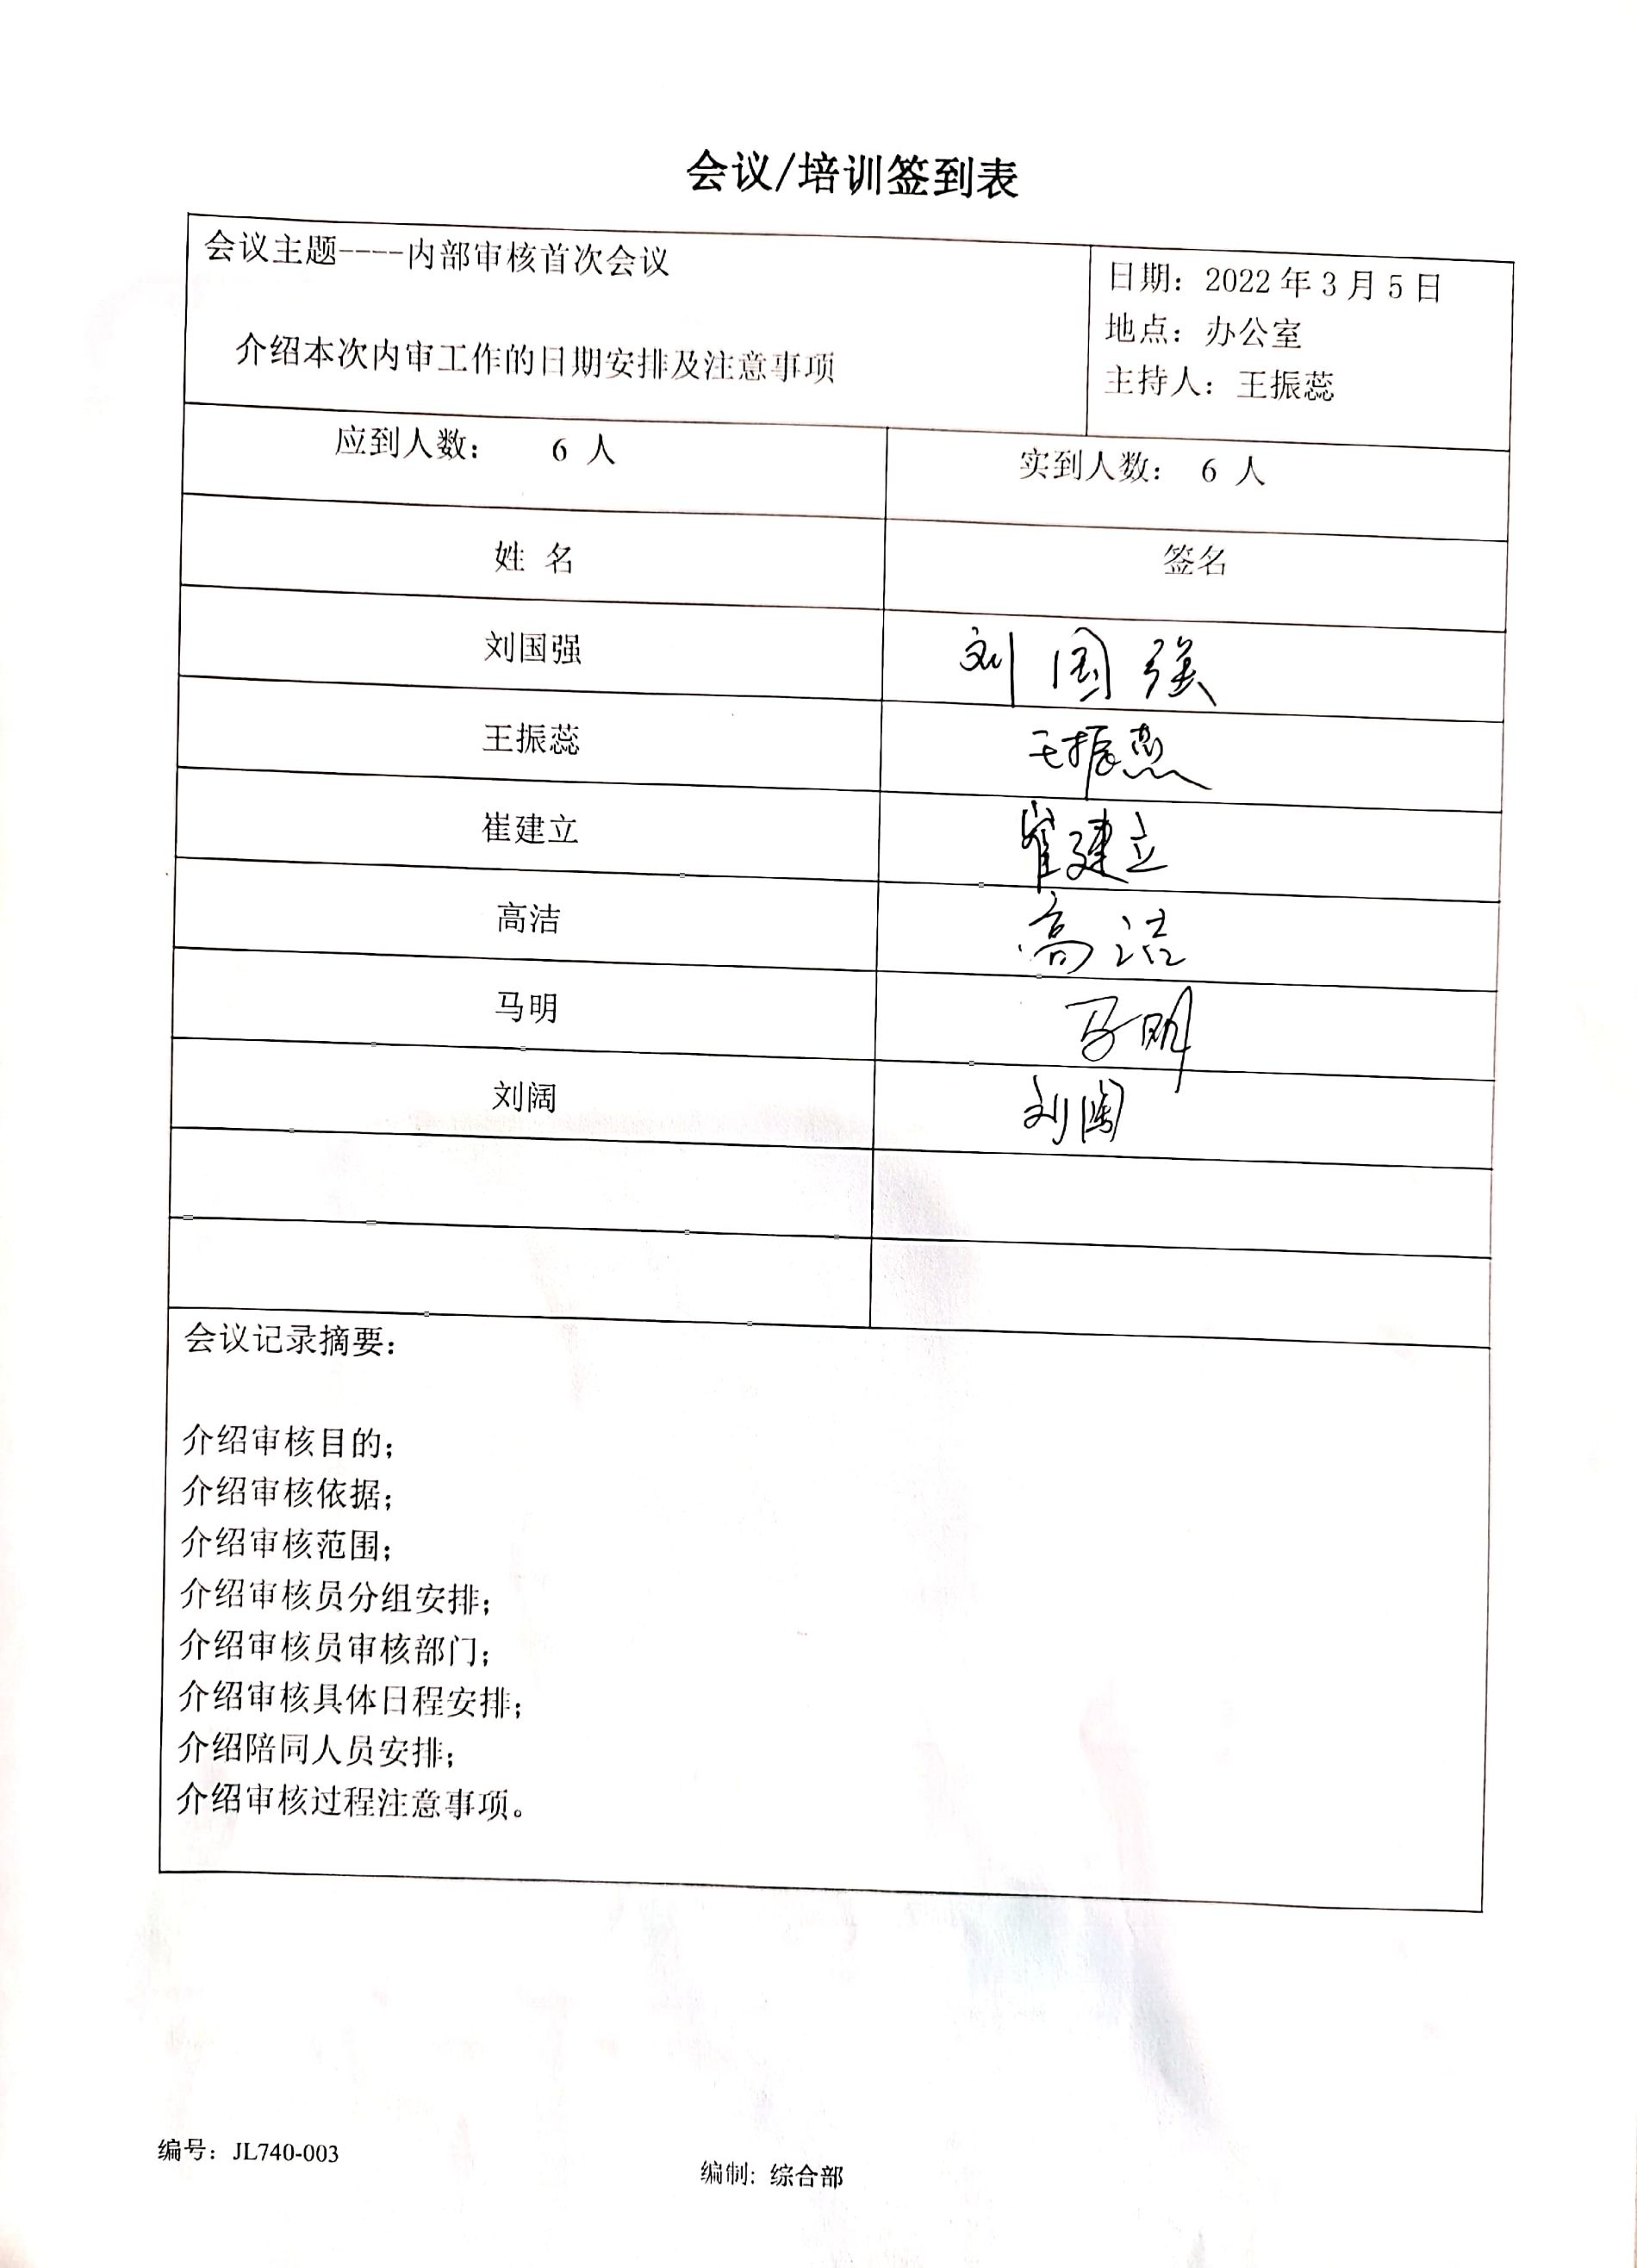 会议/培训签到表
会议主题----内部审核首次会议
介绍本次内审工作的日期安排及注意事项
日期：2022年3月5日
地点：办公室
主持人：王振蕊
应到人数： 6 人
实到人数： 6 人
姓 名
签名
刘国强
刘国强
王振蕊
王振蕊
崔建立
崔建立
高洁
高洁
马明
马明
刘阔
刘阔
会议记录摘要：
介绍审核目的；
介绍审核依据；
介绍审核范围；
介绍审核员分组安排；
介绍审核员审核部门；
介绍审核具体日程安排；
介绍陪同人员安排；
介绍审核过程注意事项。
编号：JL740-003
编制：综合部